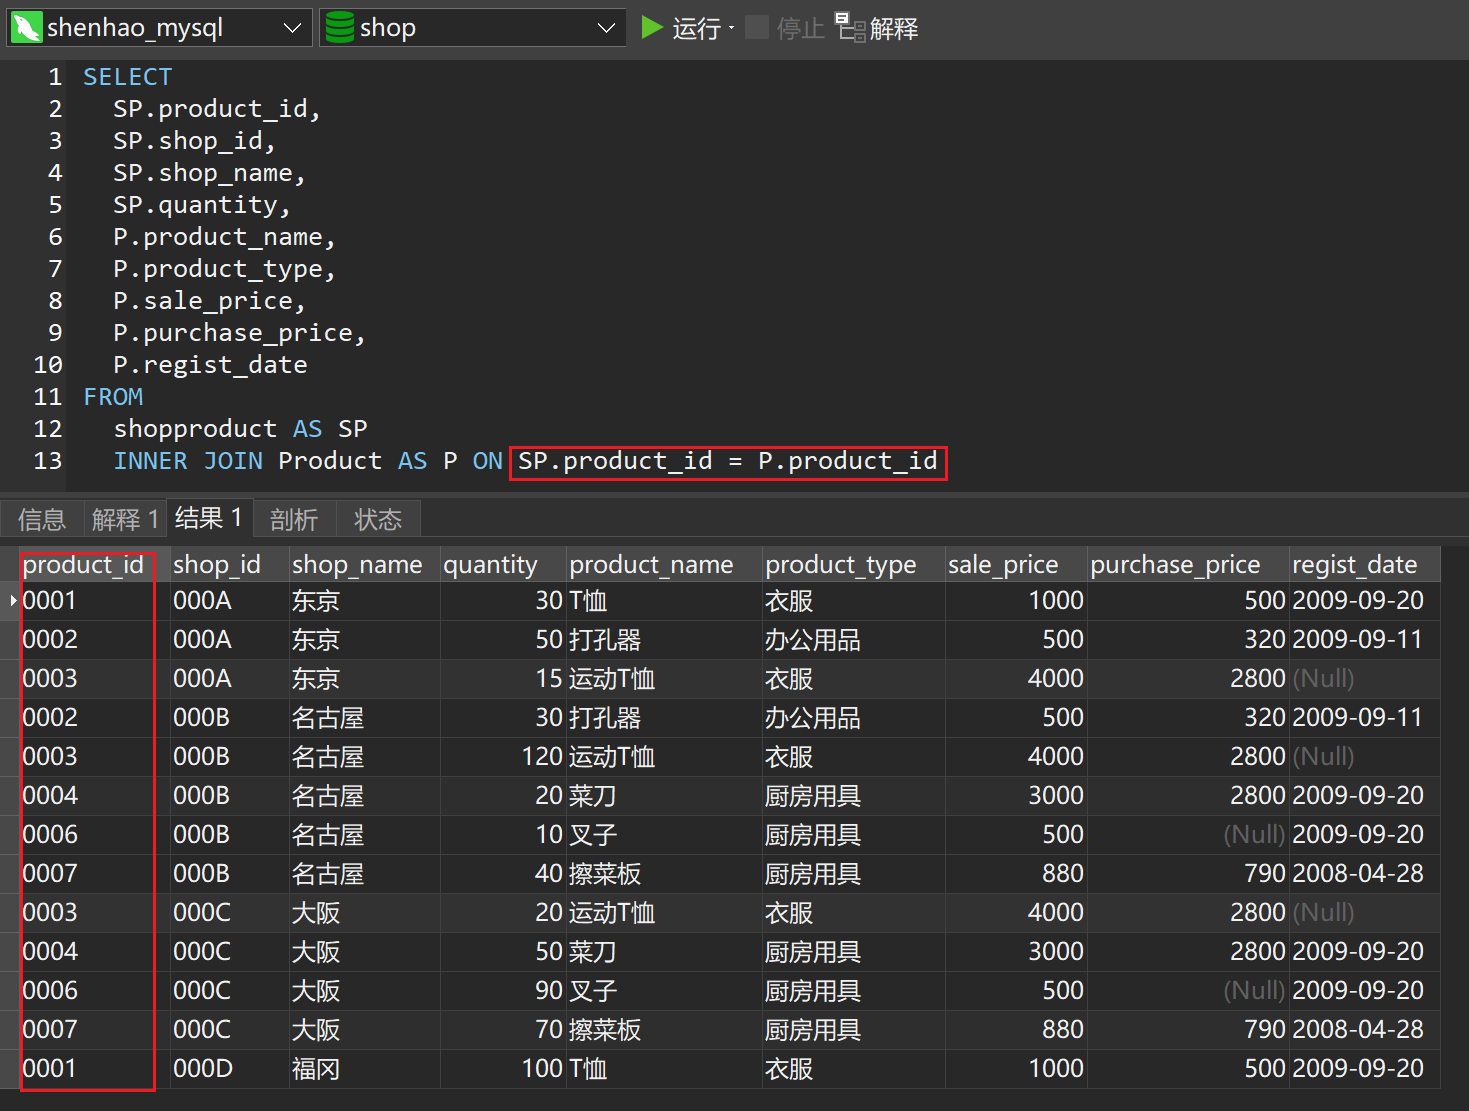 shenhao_mysql shop 运行 停止 解释
1 SELECT
2 SP.product_id,
3 SP.shop_id,
4 SP.shop_name,
5 SP.quantity,
6 P.product_name,
7 P.product_type,
8 P.sale_price,
9 P.purchase_price,
10 P.regist_date
11 FROM
12 shopproduct AS SP
13 INNER JOIN Product AS P ON SP.product_id = P.product_id
信息 解释 1 结果 1 剖析 状态
product_id shop_id shop_name quantity product_name product_type sale_price purchase_price regist_date
0001 000A 东京 30 T恤 衣服 1000 500 2009-09-20
0002 000A 东京 50 打孔器 办公用品 500 320 2009-09-11
0003 000A 东京 15 运动T恤 衣服 4000 2800 (Null)
0002 000B 名古屋 30 打孔器 办公用品 500 320 2009-09-11
0003 000B 名古屋 120 运动T恤 衣服 4000 2800 (Null)
0004 000B 名古屋 20 菜刀 厨房用具 3000 2800 2009-09-20
0006 000B 名古屋 10 叉子 厨房用具 500 (Null) 2009-09-20
0007 000B 名古屋 40 擦菜板 厨房用具 880 790 2008-04-28
0003 000C 大阪 20 运动T恤 衣服 4000 2800 (Null)
0004 000C 大阪 50 菜刀 厨房用具 3000 2800 2009-09-20
0006 000C 大阪 90 叉子 厨房用具 500 (Null) 2009-09-20
0007 000C 大阪 70 擦菜板 厨房用具 880 790 2008-04-28
0001 000D 福冈 100 T恤 衣服 1000 500 2009-09-20